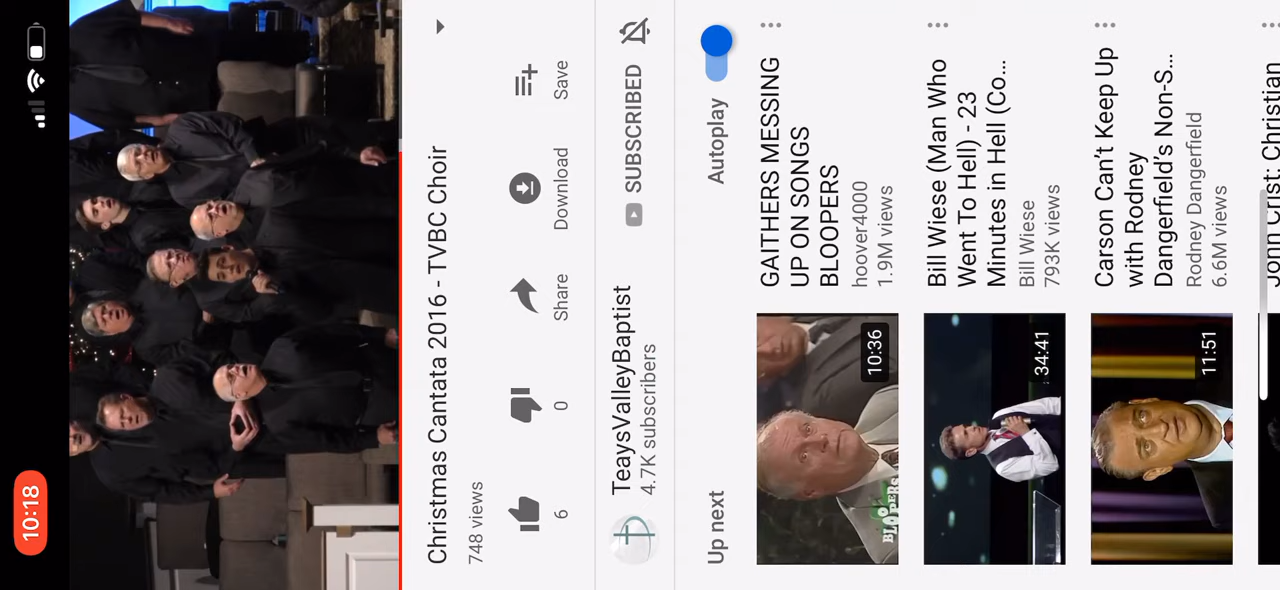 10:18
Christmas Cantata 2016 - TVBC Choir
748 views
6
0
Share
Download
Save
TeaysValleyBaptist
4.7K subscribers
SUBSCRIBED
Up next
Autoplay
BLOOPERS
10:36
GAITHERS MESSING
UP ON SONGS
BLOOPERS
hoover4000
1.9M views
34:41
Bill Wiese (Man Who
Went To Hell) - 23
Minutes in Hell (Co...
Bill Wiese
793K views
11:51
Carson Can't Keep Up
with Rodney
Dangerfield's Non-S...
Rodney Dangerfield
6.6M views
John Crist: Christian